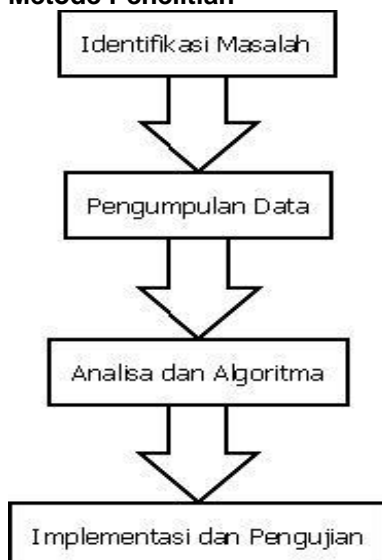 Metode Penelitian
Identifikasi Masalah
Pengumpulan Data
Analisa dan Algoritma
Implementasi dan Pengujian